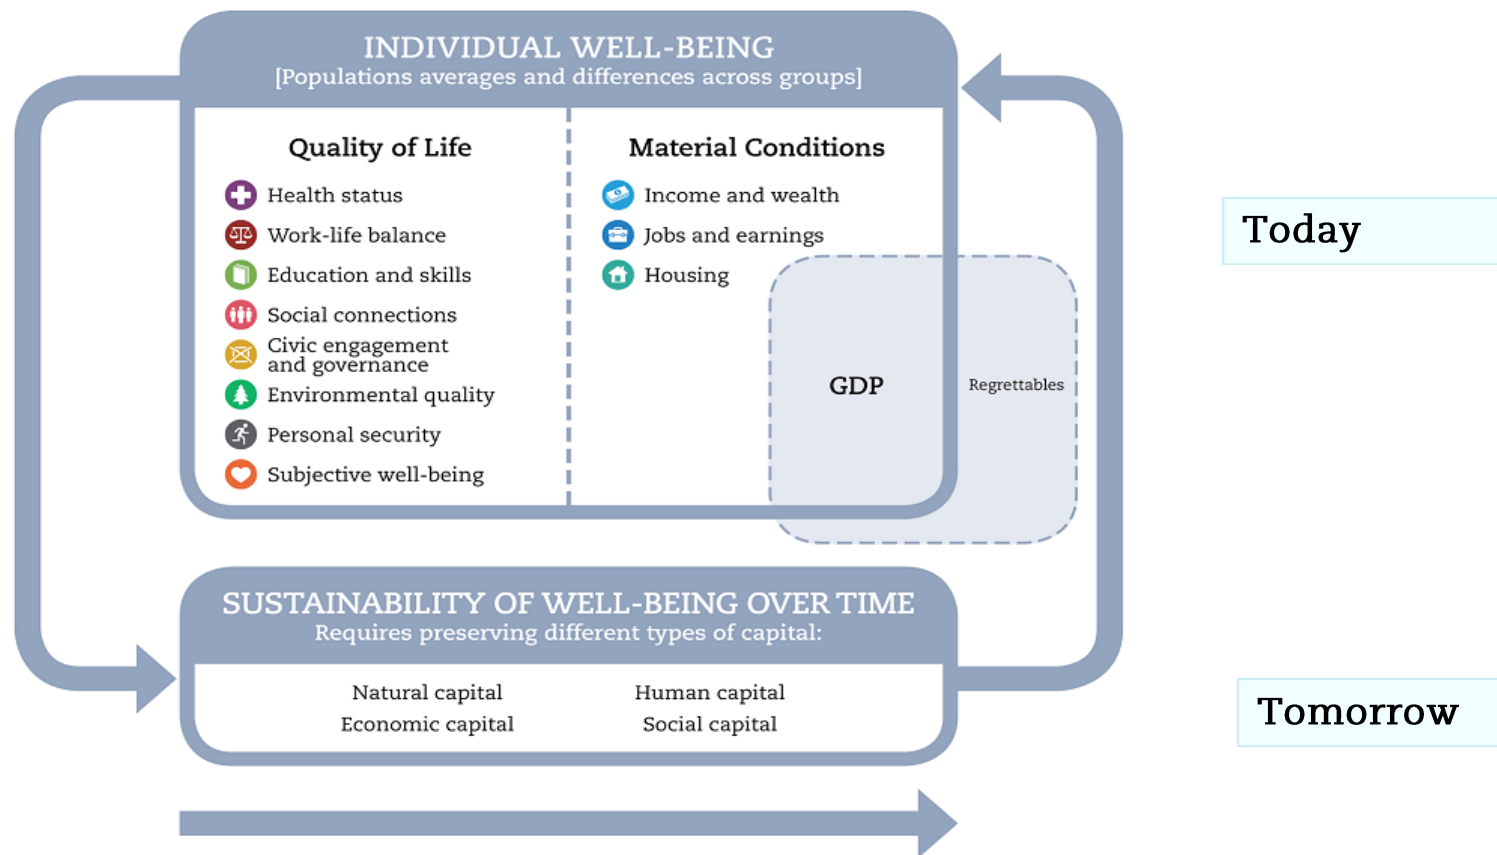 INDIVIDUAL WELL-BEING
[Populations averages and differences across groups]
Quality of Life
Health status
Work-life balance
Education and skills
Social connections
Civic engagement
and governance
Environmental quality
Personal security
Subjective well-being
Material Conditions
Income and wealth
Jobs and earnings
Housing
GDP
Regrettables
Today
SUSTAINABILITY OF WELL-BEING OVER TIME
Requires preserving different types of capital:
Natural capital
Human capital
Economic capital
Social capital
Tomorrow